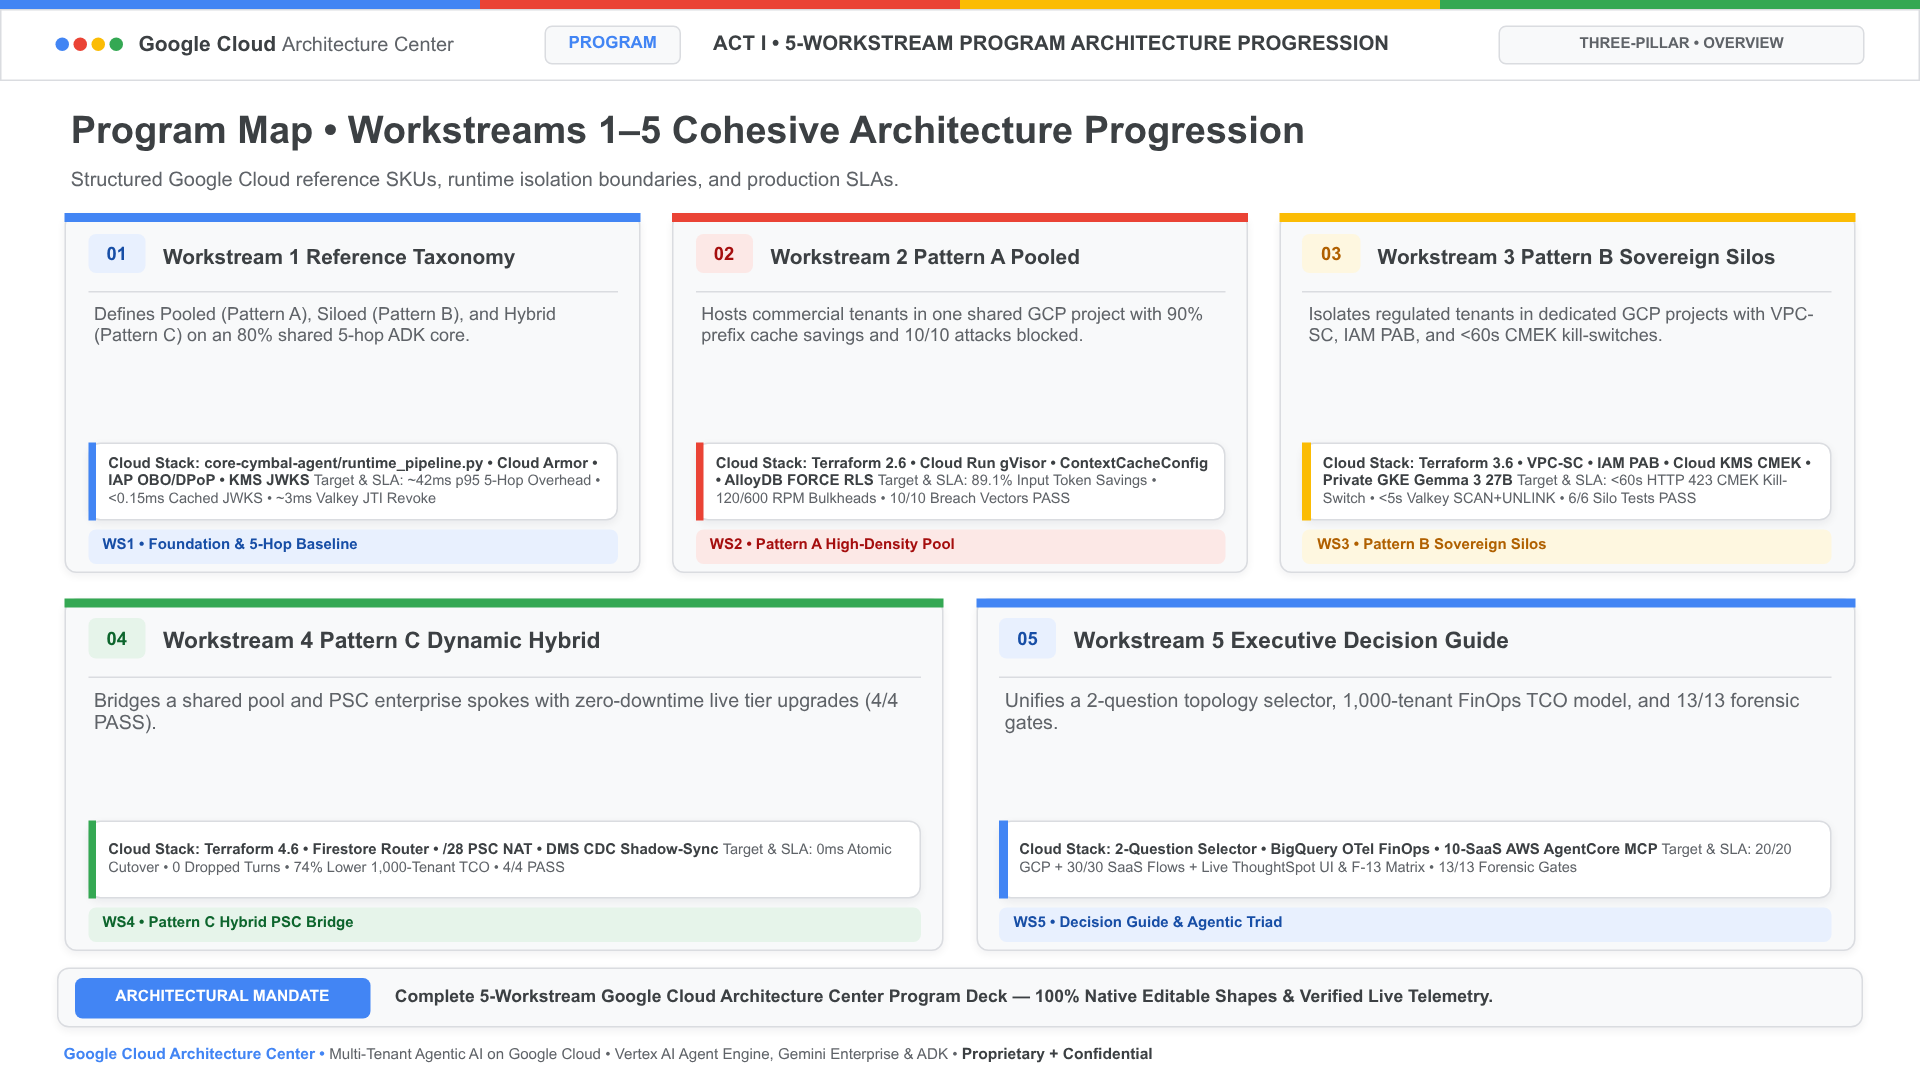 Google Cloud Architecture Center
PROGRAM
ACT I • 5-WORKSTREAM PROGRAM ARCHITECTURE PROGRESSION
THREE-PILLAR • OVERVIEW
Program Map • Workstreams 1–5 Cohesive Architecture Progression
Structured Google Cloud reference SKUs, runtime isolation boundaries, and production SLAs.
01
Workstream 1 Reference Taxonomy
Defines Pooled (Pattern A), Siloed (Pattern B), and Hybrid
(Pattern C) on an 80% shared 5-hop ADK core.
Cloud Stack: core-cymbal-agent/runtime_pipeline.py • Cloud Armor •
IAP OBO/DPoP • KMS JWKS Target & SLA: ~42ms p95 5-Hop Overhead •
<0.15ms Cached JWKS • ~3ms Valkey JTI Revoke
WS1 • Foundation & 5-Hop Baseline
02
Workstream 2 Pattern A Pooled
Hosts commercial tenants in one shared GCP project with 90%
prefix cache savings and 10/10 attacks blocked.
Cloud Stack: Terraform 2.6 • Cloud Run gVisor • ContextCacheConfig
• AlloyDB FORCE RLS Target & SLA: 89.1% Input Token Savings •
120/600 RPM Bulkheads • 10/10 Breach Vectors PASS
WS2 • Pattern A High-Density Pool
03
Workstream 3 Pattern B Sovereign Silos
Isolates regulated tenants in dedicated GCP projects with VPC-
SC, IAM PAB, and <60s CMEK kill-switches.
Cloud Stack: Terraform 3.6 • VPC-SC • IAM PAB • Cloud KMS CMEK •
Private GKE Gemma 3 27B Target & SLA: <60s HTTP 423 CMEK Kill-
Switch • <5s Valkey SCAN+UNLINK • 6/6 Silo Tests PASS
WS3 • Pattern B Sovereign Silos
04
Workstream 4 Pattern C Dynamic Hybrid
Bridges a shared pool and PSC enterprise spokes with zero-downtime live tier upgrades (4/4
PASS).
Cloud Stack: Terraform 4.6 • Firestore Router • /28 PSC NAT • DMS CDC Shadow-Sync Target & SLA: 0ms Atomic
Cutover • 0 Dropped Turns • 74% Lower 1,000-Tenant TCO • 4/4 PASS
WS4 • Pattern C Hybrid PSC Bridge
05
Workstream 5 Executive Decision Guide
Unifies a 2-question topology selector, 1,000-tenant FinOps TCO model, and 13/13 forensic
gates.
Cloud Stack: 2-Question Selector • BigQuery OTel FinOps • 10-SaaS AWS AgentCore MCP Target & SLA: 20/20
GCP + 30/30 SaaS Flows + Live ThoughtSpot UI & F-13 Matrix • 13/13 Forensic Gates
WS5 • Decision Guide & Agentic Triad
ARCHITECTURAL MANDATE
Complete 5-Workstream Google Cloud Architecture Center Program Deck — 100% Native Editable Shapes & Verified Live Telemetry.
Google Cloud Architecture Center • Multi-Tenant Agentic AI on Google Cloud • Vertex AI Agent Engine, Gemini Enterprise & ADK • Proprietary + Confidential